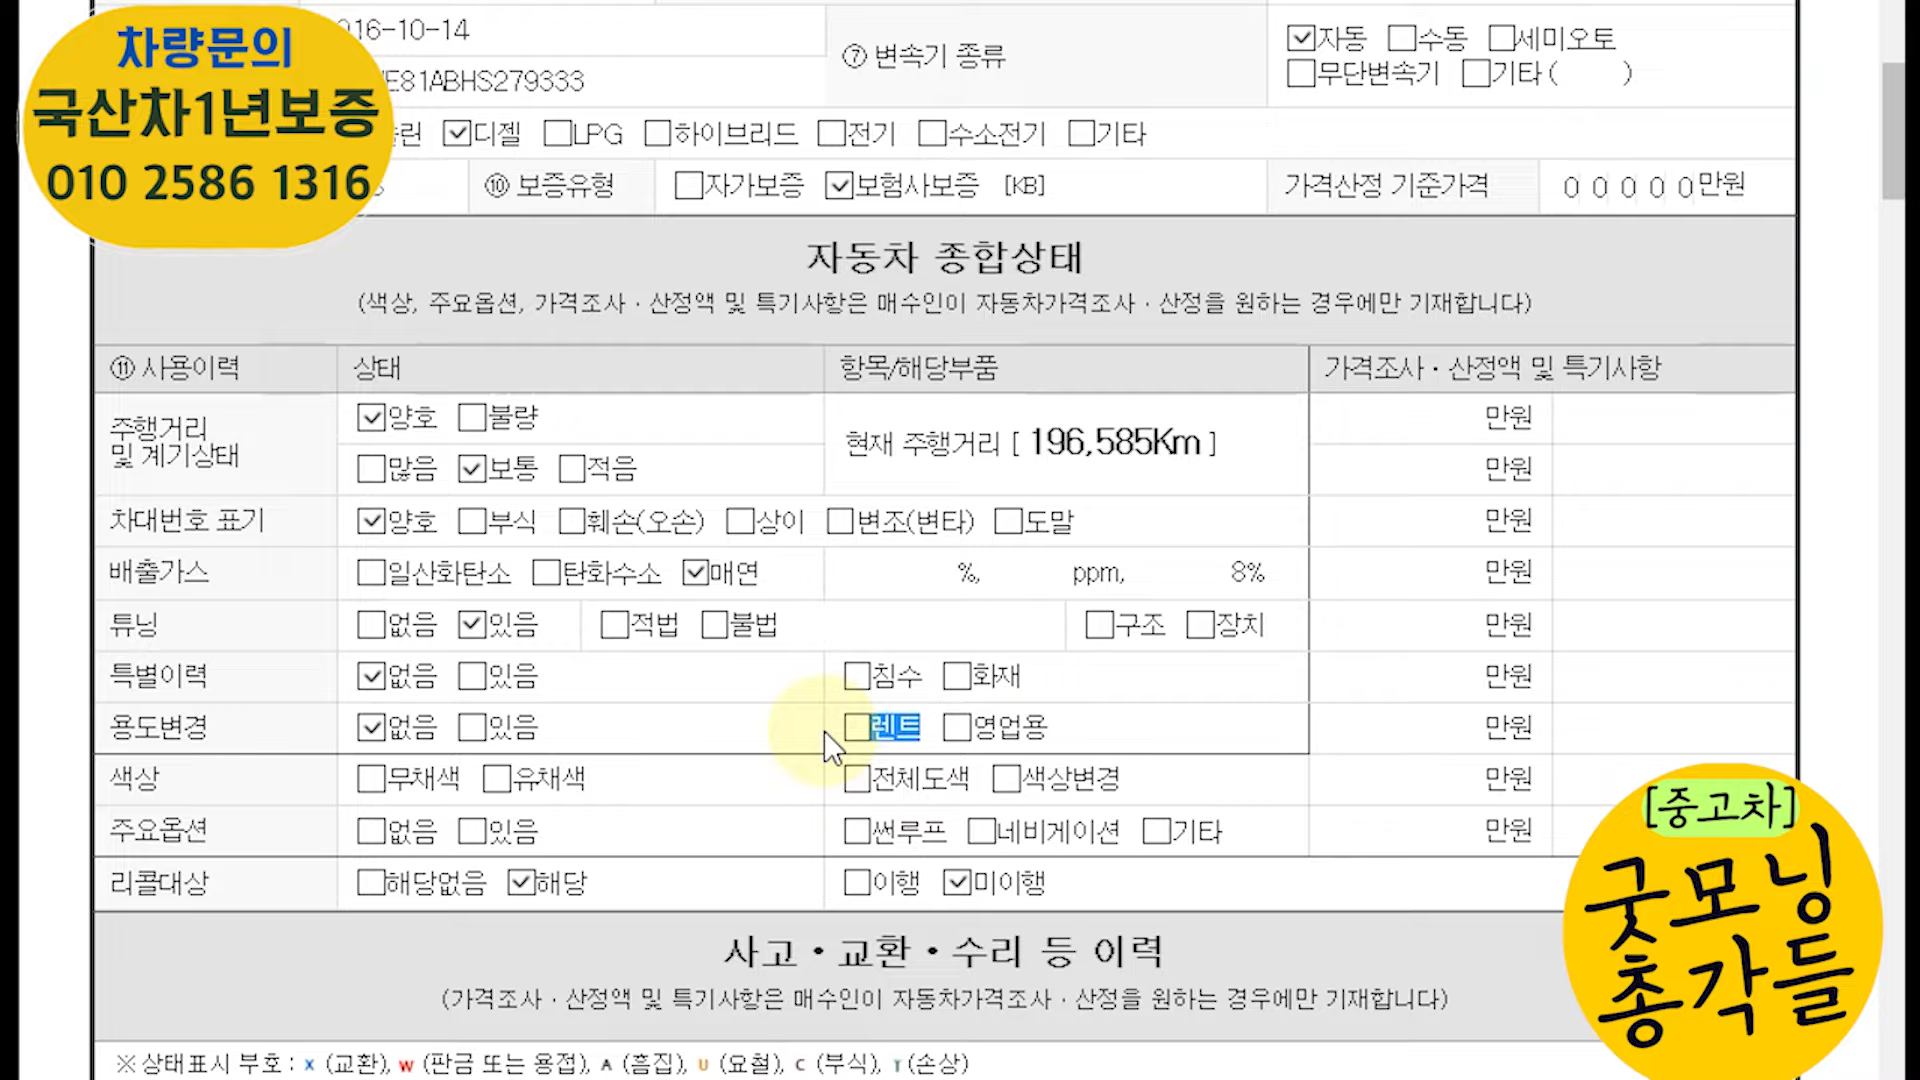 차량문의
국산차1년보증
010 2586 1316
016-10-14
⑦ 변속기 종류
☑자동 ☐수동 ☐세미오토
☐무단변속기 ☐기타 ( )
E81ABHS279333
☑디젤 ☐LPG ☐하이브리드 ☐전기 ☐수소전기 ☐기타
⑩ 보증유형 ☐자가보증 ☑보험사보증 [KB] 가격산정 기준가격 0 0 0 0 0만원
자동차 종합상태
(색상, 주요옵션, 가격조사 · 산정액 및 특기사항은 매수인이 자동차가격조사 · 산정을 원하는 경우에만 기재합니다)
⑪ 사용이력 상태 항목/해당부품 가격조사 · 산정액 및 특기사항
주행거리
및 계기상태
☑양호 ☐불량 만원
현재 주행거리 [ 196,585Km ]
☐많음 ☑보통 ☐적음 만원
차대번호 표기 ☑양호 ☐부식 ☐훼손(오손) ☐상이 ☐변조(변타) ☐도말 만원
배출가스 ☐일산화탄소 ☐탄화수소 ☑매연 %, ppm, 8% 만원
튜닝 ☐없음 ☑있음 ☐적법 ☐불법 ☐구조 ☐장치 만원
특별이력 ☑없음 ☐있음 ☐침수 ☐화재 만원
용도변경 ☑없음 ☐있음 ☐렌트 ☐영업용 만원
색상 ☐무채색 ☐유채색 ☐전체도색 ☐색상변경 만원
주요옵션 ☐없음 ☐있음 ☐썬루프 ☐네비게이션 ☐기타 만원
리콜대상 ☐해당없음 ☑해당 ☐이행 ☑미이행
사고 · 교환 · 수리 등 이력
(가격조사 · 산정액 및 특기사항은 매수인이 자동차가격조사 · 산정을 원하는 경우에만 기재합니다)
※ 상태표시 부호 : X (교환), W (판금 또는 용접), A (흠집), U (요철), C (부식), T (손상)
[중고차]
굿모닝
총각들